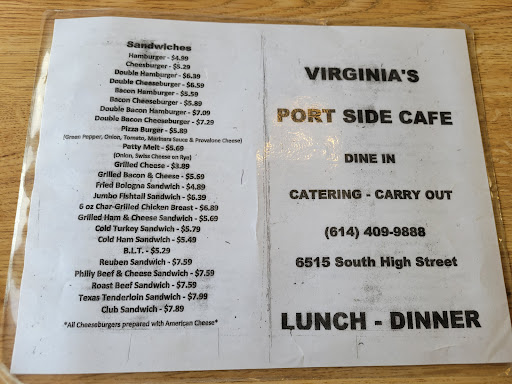 Sandwiches
Hamburger - $4.99
Cheesburger - $5.29
Double Hamburger - $6.39
Double Cheeseburger - $6.59
Bacon Hamburger - $5.59
Bacon Cheeseburger - $5.89
Double Bacon Hamburger - $7.09
Double Bacon Cheeseburger - $7.29
Pizza Burger - $5.89
(Green Pepper, Onion, Tomato, Marinara Sauce & Pravalone Cheese)
Patty Melt - $5.69
(Onion, Swiss Cheese on Rye)
Grilled Cheese - $3.89
Grilled Bacon & Cheese - $5.69
Fried Bologna Sandwich - $4.89
Jumbo Fishtail Sandwich - $6.39
6 oz Char-Grilled Chicken Breast - $6.89
Grilled Ham & Cheese Sandwich - $5.69
Cold Turkey Sandwich - $5.79
Cold Ham Sandwich - $5.49
B.L.T. - $5.29
Reuben Sandwich - $7.59
Philly Beef & Cheese Sandwich - $7.59
Roast Beef Sandwich - $7.59
Texas Tenderloin Sandwich - $7.99
Club Sandwich - $7.89
*All Cheeseburgers prepared with American Cheese*
VIRGINIA'S
PORT SIDE CAFE
DINE IN
CATERING - CARRY OUT
(614) 409-9888
6515 South High Street
LUNCH - DINNER